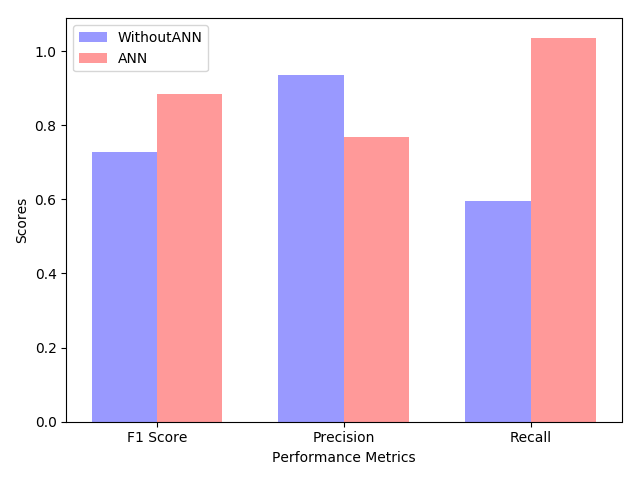 WithoutANN
ANN
Scores
1.0
0.8
0.6
0.4
0.2
0.0
F1 Score
Precision
Recall
Performance Metrics